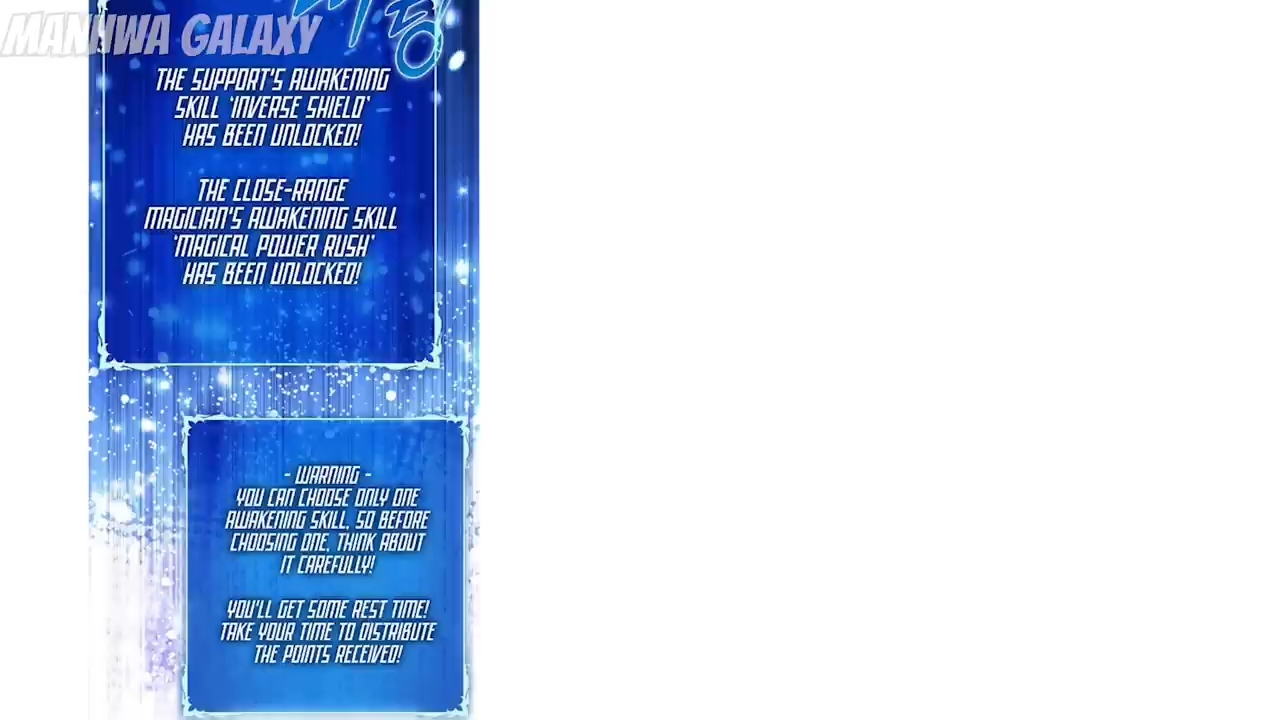 MANHWA GALAXY
THE SUPPORT'S AWAKENING
SKILL 'INVERSE SHIELD'
HAS BEEN UNLOCKED!
THE CLOSE-RANGE
MAGICIAN'S AWAKENING SKILL
'MAGICAL POWER RUSH'
HAS BEEN UNLOCKED!
- WARNING -
YOU CAN CHOOSE ONLY ONE
AWAKENING SKILL, SO BEFORE
CHOOSING ONE, THINK ABOUT
IT CAREFULLY!
YOU'LL GET SOME REST TIME!
TAKE YOUR TIME TO DISTRIBUTE
THE POINTS RECEIVED!